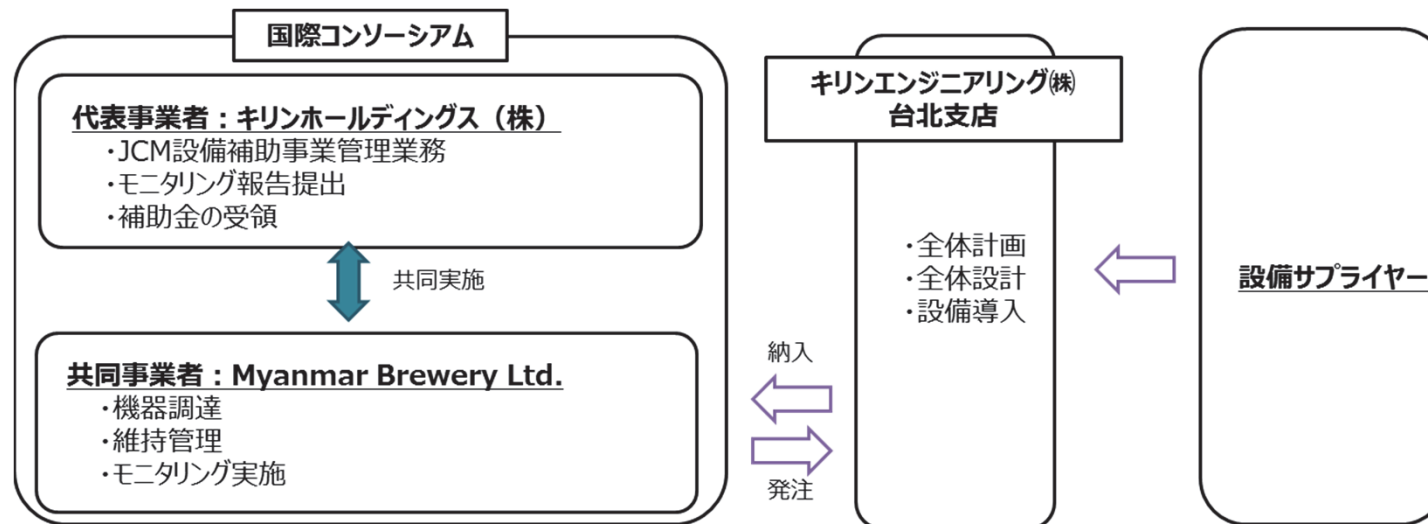 国際コンソーシアム
代表事業者：キリンホールディングス（株）
・JCM設備補助事業管理業務
・モニタリング報告提出
・補助金の受領
共同実施
共同事業者：Myanmar Brewery Ltd.
・機器調達
・維持管理
・モニタリング実施
納入
発注
キリンエンジニアリング㈱
台北支店
・全体計画
・全体設計
・設備導入
設備サプライヤー